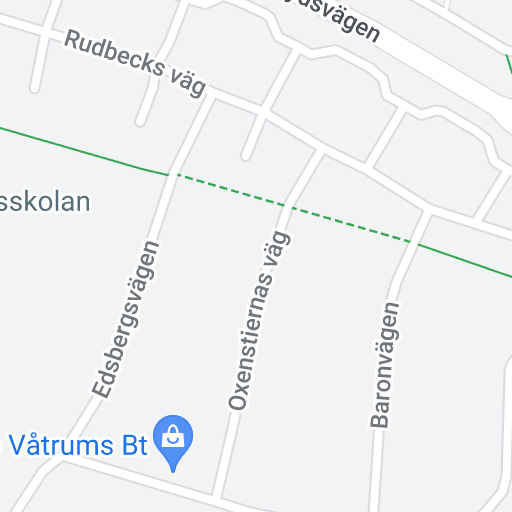 Rudbecks väg
sskolan
Edsbergsvägen
Oxenstiernas väg
Baronvägen
Våtrums Bt